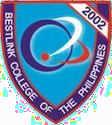 2002
BESTLINK COLLEGE OF THE PHILIPPINES